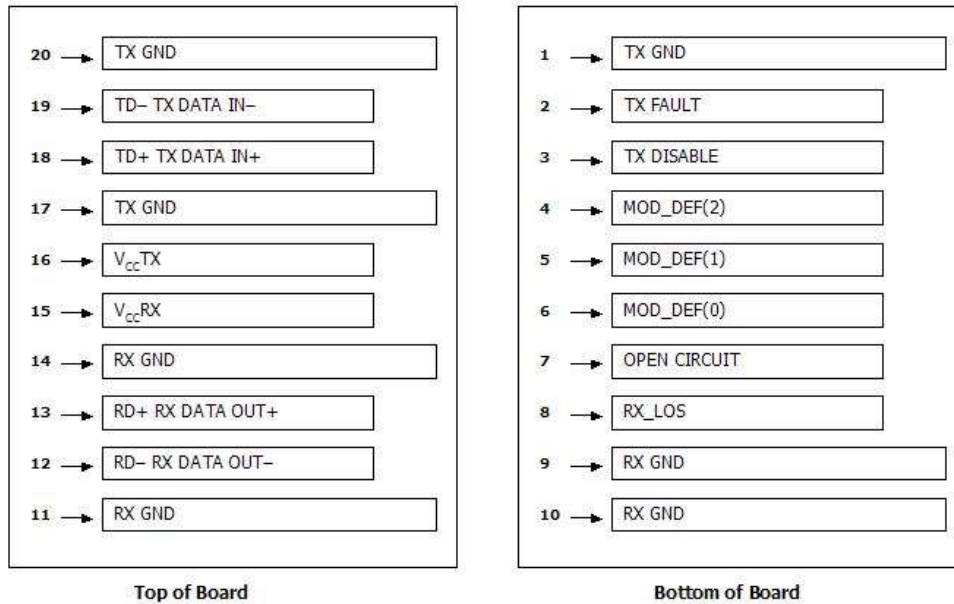 20 TX GND
19 TD– TX DATA IN–
18 TD+ TX DATA IN+
17 TX GND
16 VCCTX
15 VCCRX
14 RX GND
13 RD+ RX DATA OUT+
12 RD– RX DATA OUT–
11 RX GND
Top of Board
1 TX GND
2 TX FAULT
3 TX DISABLE
4 MOD_DEF(2)
5 MOD_DEF(1)
6 MOD_DEF(0)
7 OPEN CIRCUIT
8 RX_LOS
9 RX GND
10 RX GND
Bottom of Board